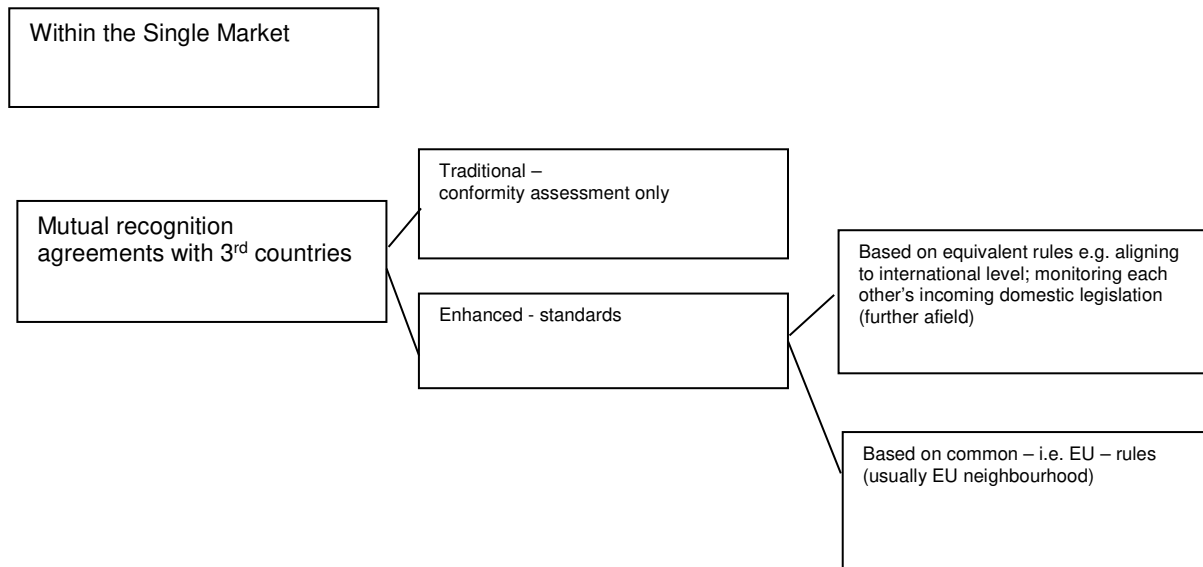 Within the Single Market
Traditional –
conformity assessment only
Mutual recognition
agreements with 3rd countries
Based on equivalent rules e.g. aligning
to international level; monitoring each
other's incoming domestic legislation
(further afield)
Enhanced - standards
Based on common – i.e. EU – rules
(usually EU neighbourhood)